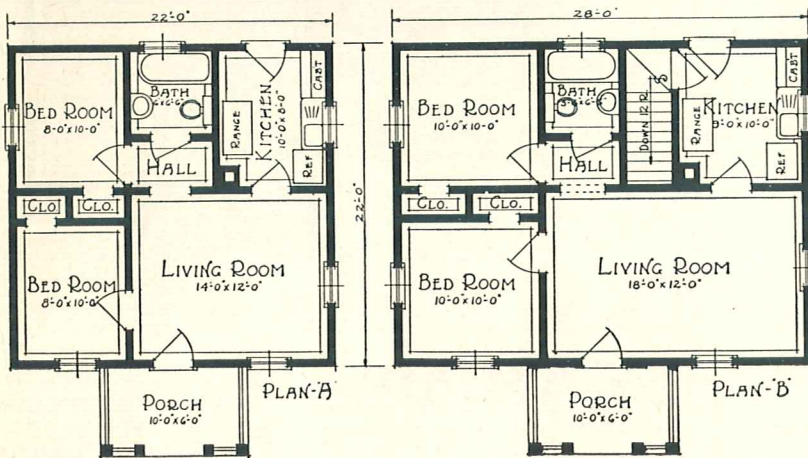 22'-0"
BATH
6'x6'-6"
BED ROOM
8'-0"x10'-0"
KITCHEN
10'-0"x8'-0"
CABT
RANGE
REF
HALL
CLO
CLO.
BED ROOM
8'-0"x10'-0"
LIVING ROOM
14'-0"x12'-0"
PORCH
10'-0"x6'-0"
PLAN-"A"
22'-0"
28'-0"
BATH
BED ROOM
10'-0"x10'-0"
DOWN 12 R.
KITCHEN
9'-0"x10'-0"
CABT
RANGE
REF
HALL
CLO.
CLO.
BED ROOM
10'-0"x10'-0"
LIVING ROOM
18'-0"x12'-0"
PORCH
10'-0"x6'-0"
PLAN-"B"